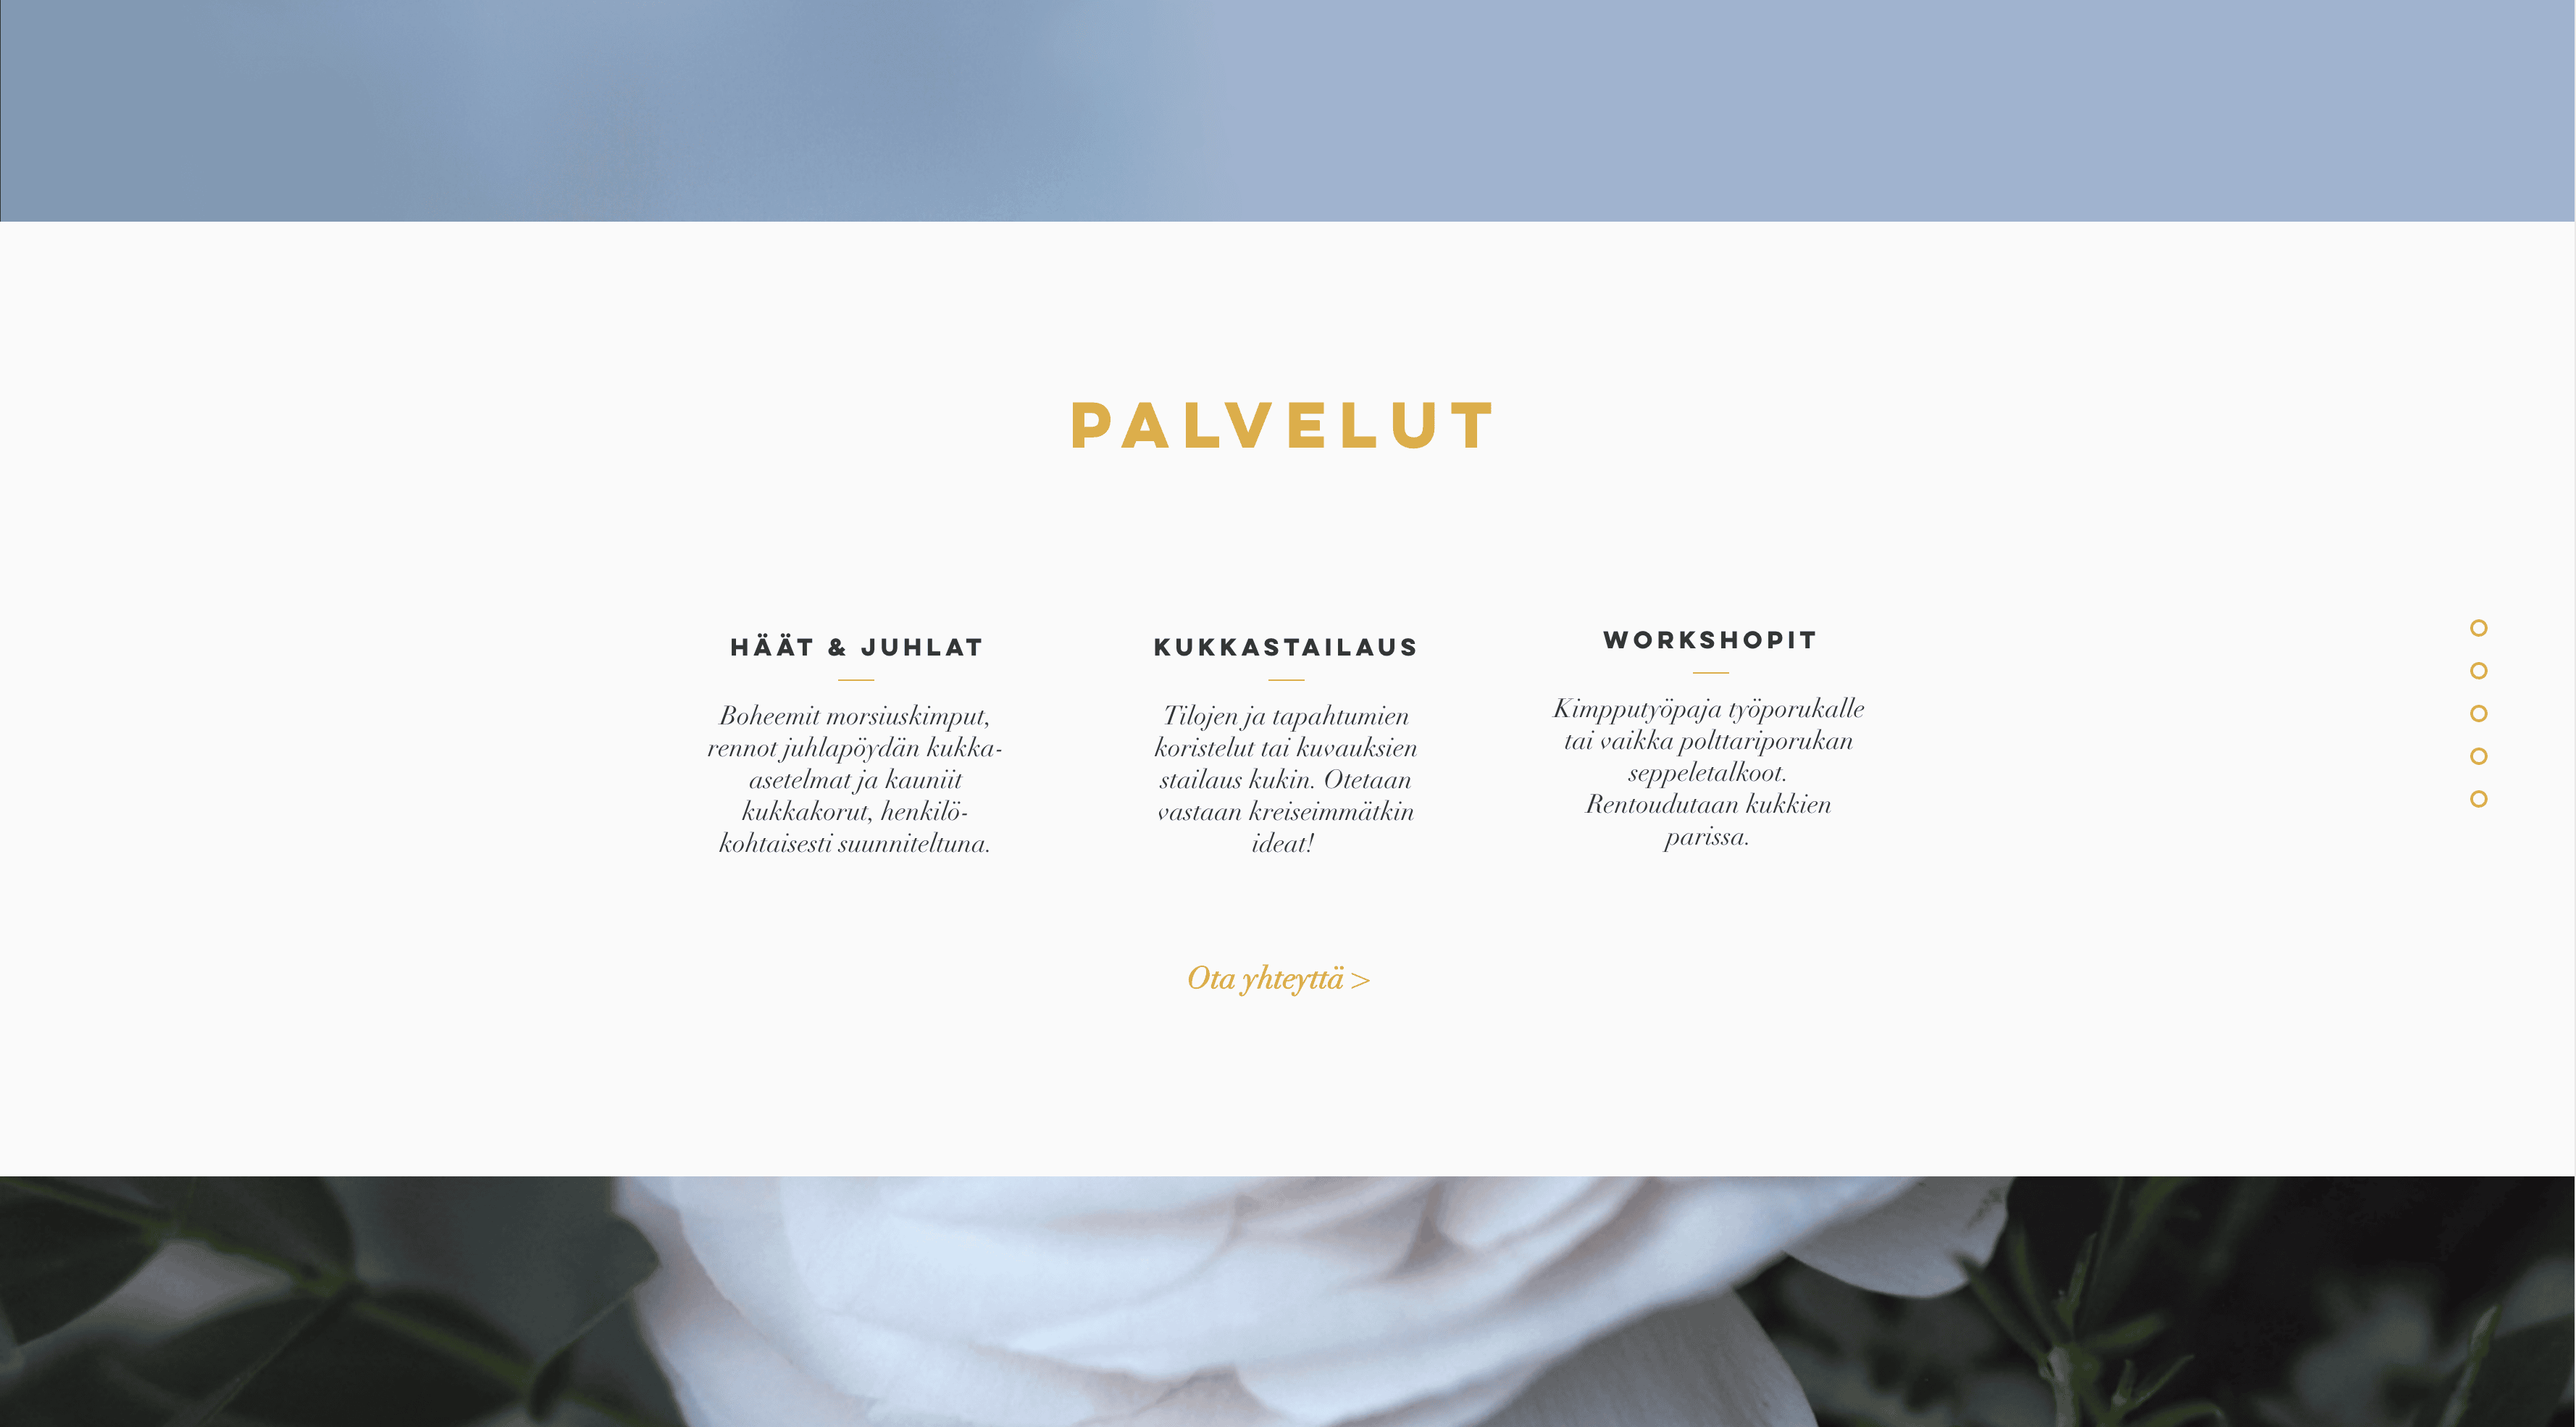 PALVELUT
HÄÄT & JUHLAT
Boheemit morsiuskimput,
rennot juhlapöydän kukka-
asetelmat ja kauniit
kukkakorut, henkilö-
kohtaisesti suunniteltuna.
KUKKASTAILAUS
Tilojen ja tapahtumien
koristelut tai kuvauksien
stailaus kukin. Otetaan
vastaan kreiseimmätkin
ideat!
WORKSHOPIT
Kimpputyöpaja työporukalle
tai vaikka polttariporukan
seppeletalkoot.
Rentoudutaan kukkien
parissa.
Ota yhteyttä >